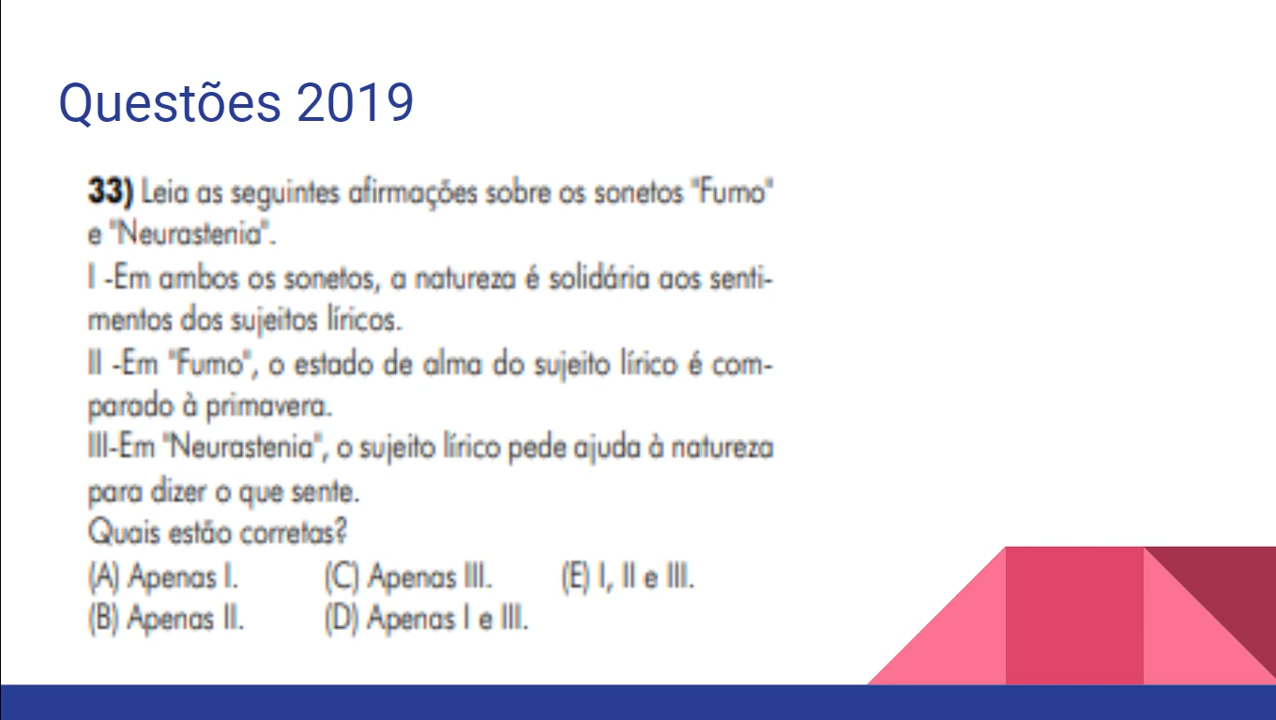 Questões 2019
33) Leia as seguintes afirmações sobre os sonetos "Fumo"
e "Neurastenia".
I -Em ambos os sonetos, a natureza é solidária aos senti-
mentos dos sujeitos líricos.
II -Em "Fumo", o estado de alma do sujeito lírico é com-
parado à primavera.
III-Em "Neurastenia", o sujeito lírico pede ajuda à natureza
para dizer o que sente.
Quais estão corretas?
(A) Apenas I. (C) Apenas III. (E) I, II e III.
(B) Apenas II. (D) Apenas I e III.